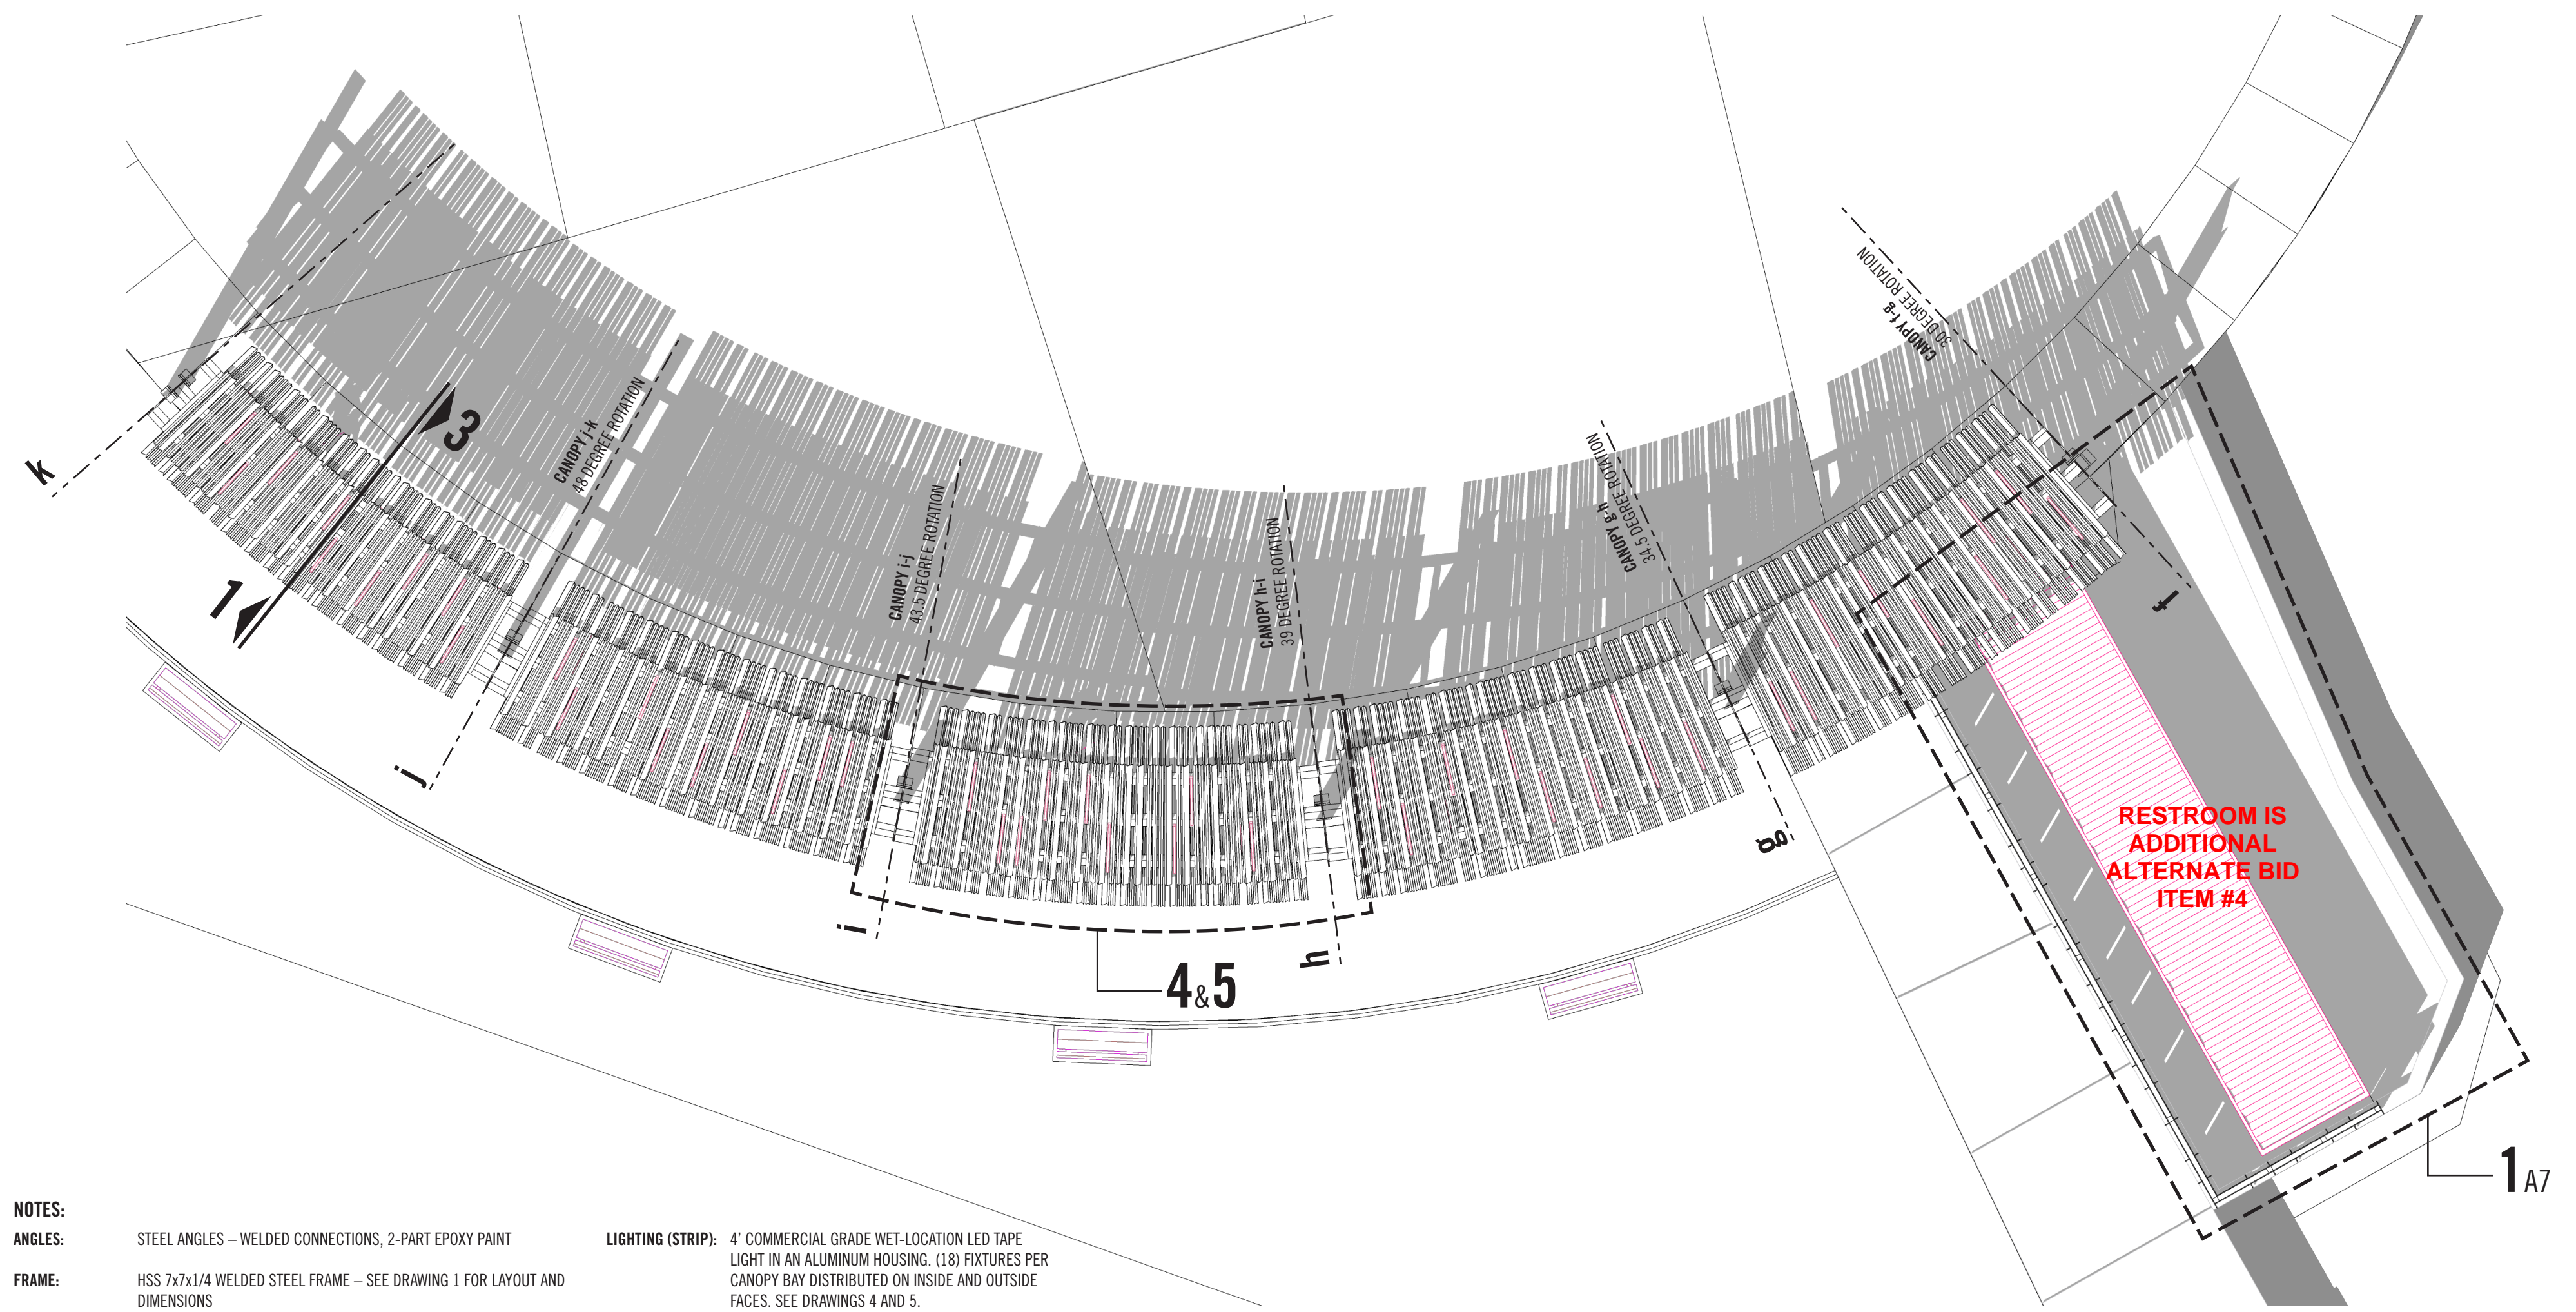 CANOPY f-g
30 DEGREE ROTATION
k
3
CANOPY j-k
48 DEGREE ROTATION
CANOPY g-h
34.5 DEGREE ROTATION
CANOPY i-j
43.5 DEGREE ROTATION
CANOPY h-i
39 DEGREE ROTATION
1
f
j
g
i
h
4&5
RESTROOM IS
ADDITIONAL
ALTERNATE BID
ITEM #4
1 A7
NOTES:
ANGLES: STEEL ANGLES – WELDED CONNECTIONS, 2-PART EPOXY PAINT
FRAME: HSS 7x7x1/4 WELDED STEEL FRAME – SEE DRAWING 1 FOR LAYOUT AND
DIMENSIONS
LIGHTING (STRIP): 4’ COMMERCIAL GRADE WET-LOCATION LED TAPE
LIGHT IN AN ALUMINUM HOUSING. (18) FIXTURES PER
CANOPY BAY DISTRIBUTED ON INSIDE AND OUTSIDE
FACES. SEE DRAWINGS 4 AND 5.